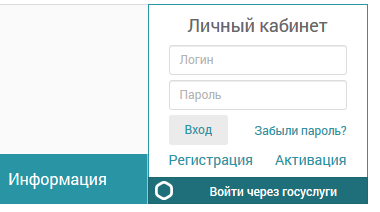 Личный кабинет
Логин
Пароль
Вход Забыли пароль?
Регистрация Активация
Информация
Войти через госуслуги